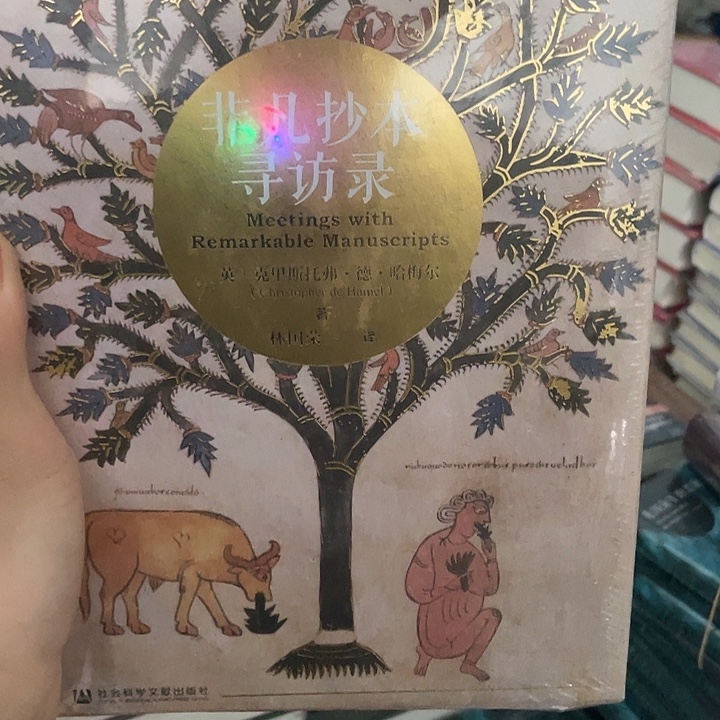 非凡抄本
寻访录
Meetings with
Remarkable Manuscripts
英 克里斯托弗·德·哈梅尔
(Christopher de Hamel)
著
林国荣 译
社会科学文献出版社